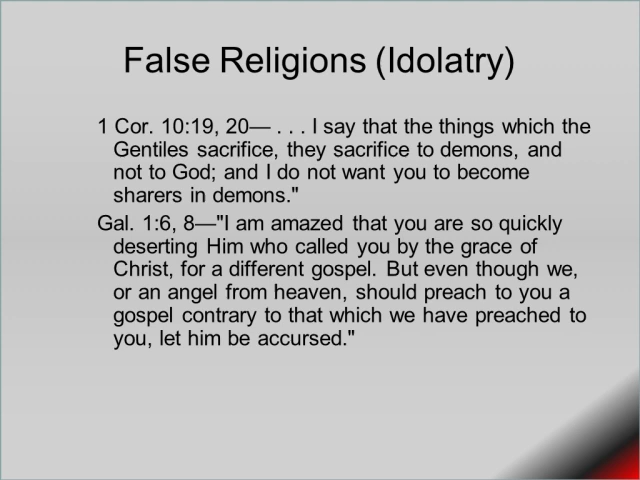 False Religions (Idolatry)
1 Cor. 10:19, 20— . . . I say that the things which the
Gentiles sacrifice, they sacrifice to demons, and
not to God; and I do not want you to become
sharers in demons."
Gal. 1:6, 8—"I am amazed that you are so quickly
deserting Him who called you by the grace of
Christ, for a different gospel. But even though we,
or an angel from heaven, should preach to you a
gospel contrary to that which we have preached to
you, let him be accursed."